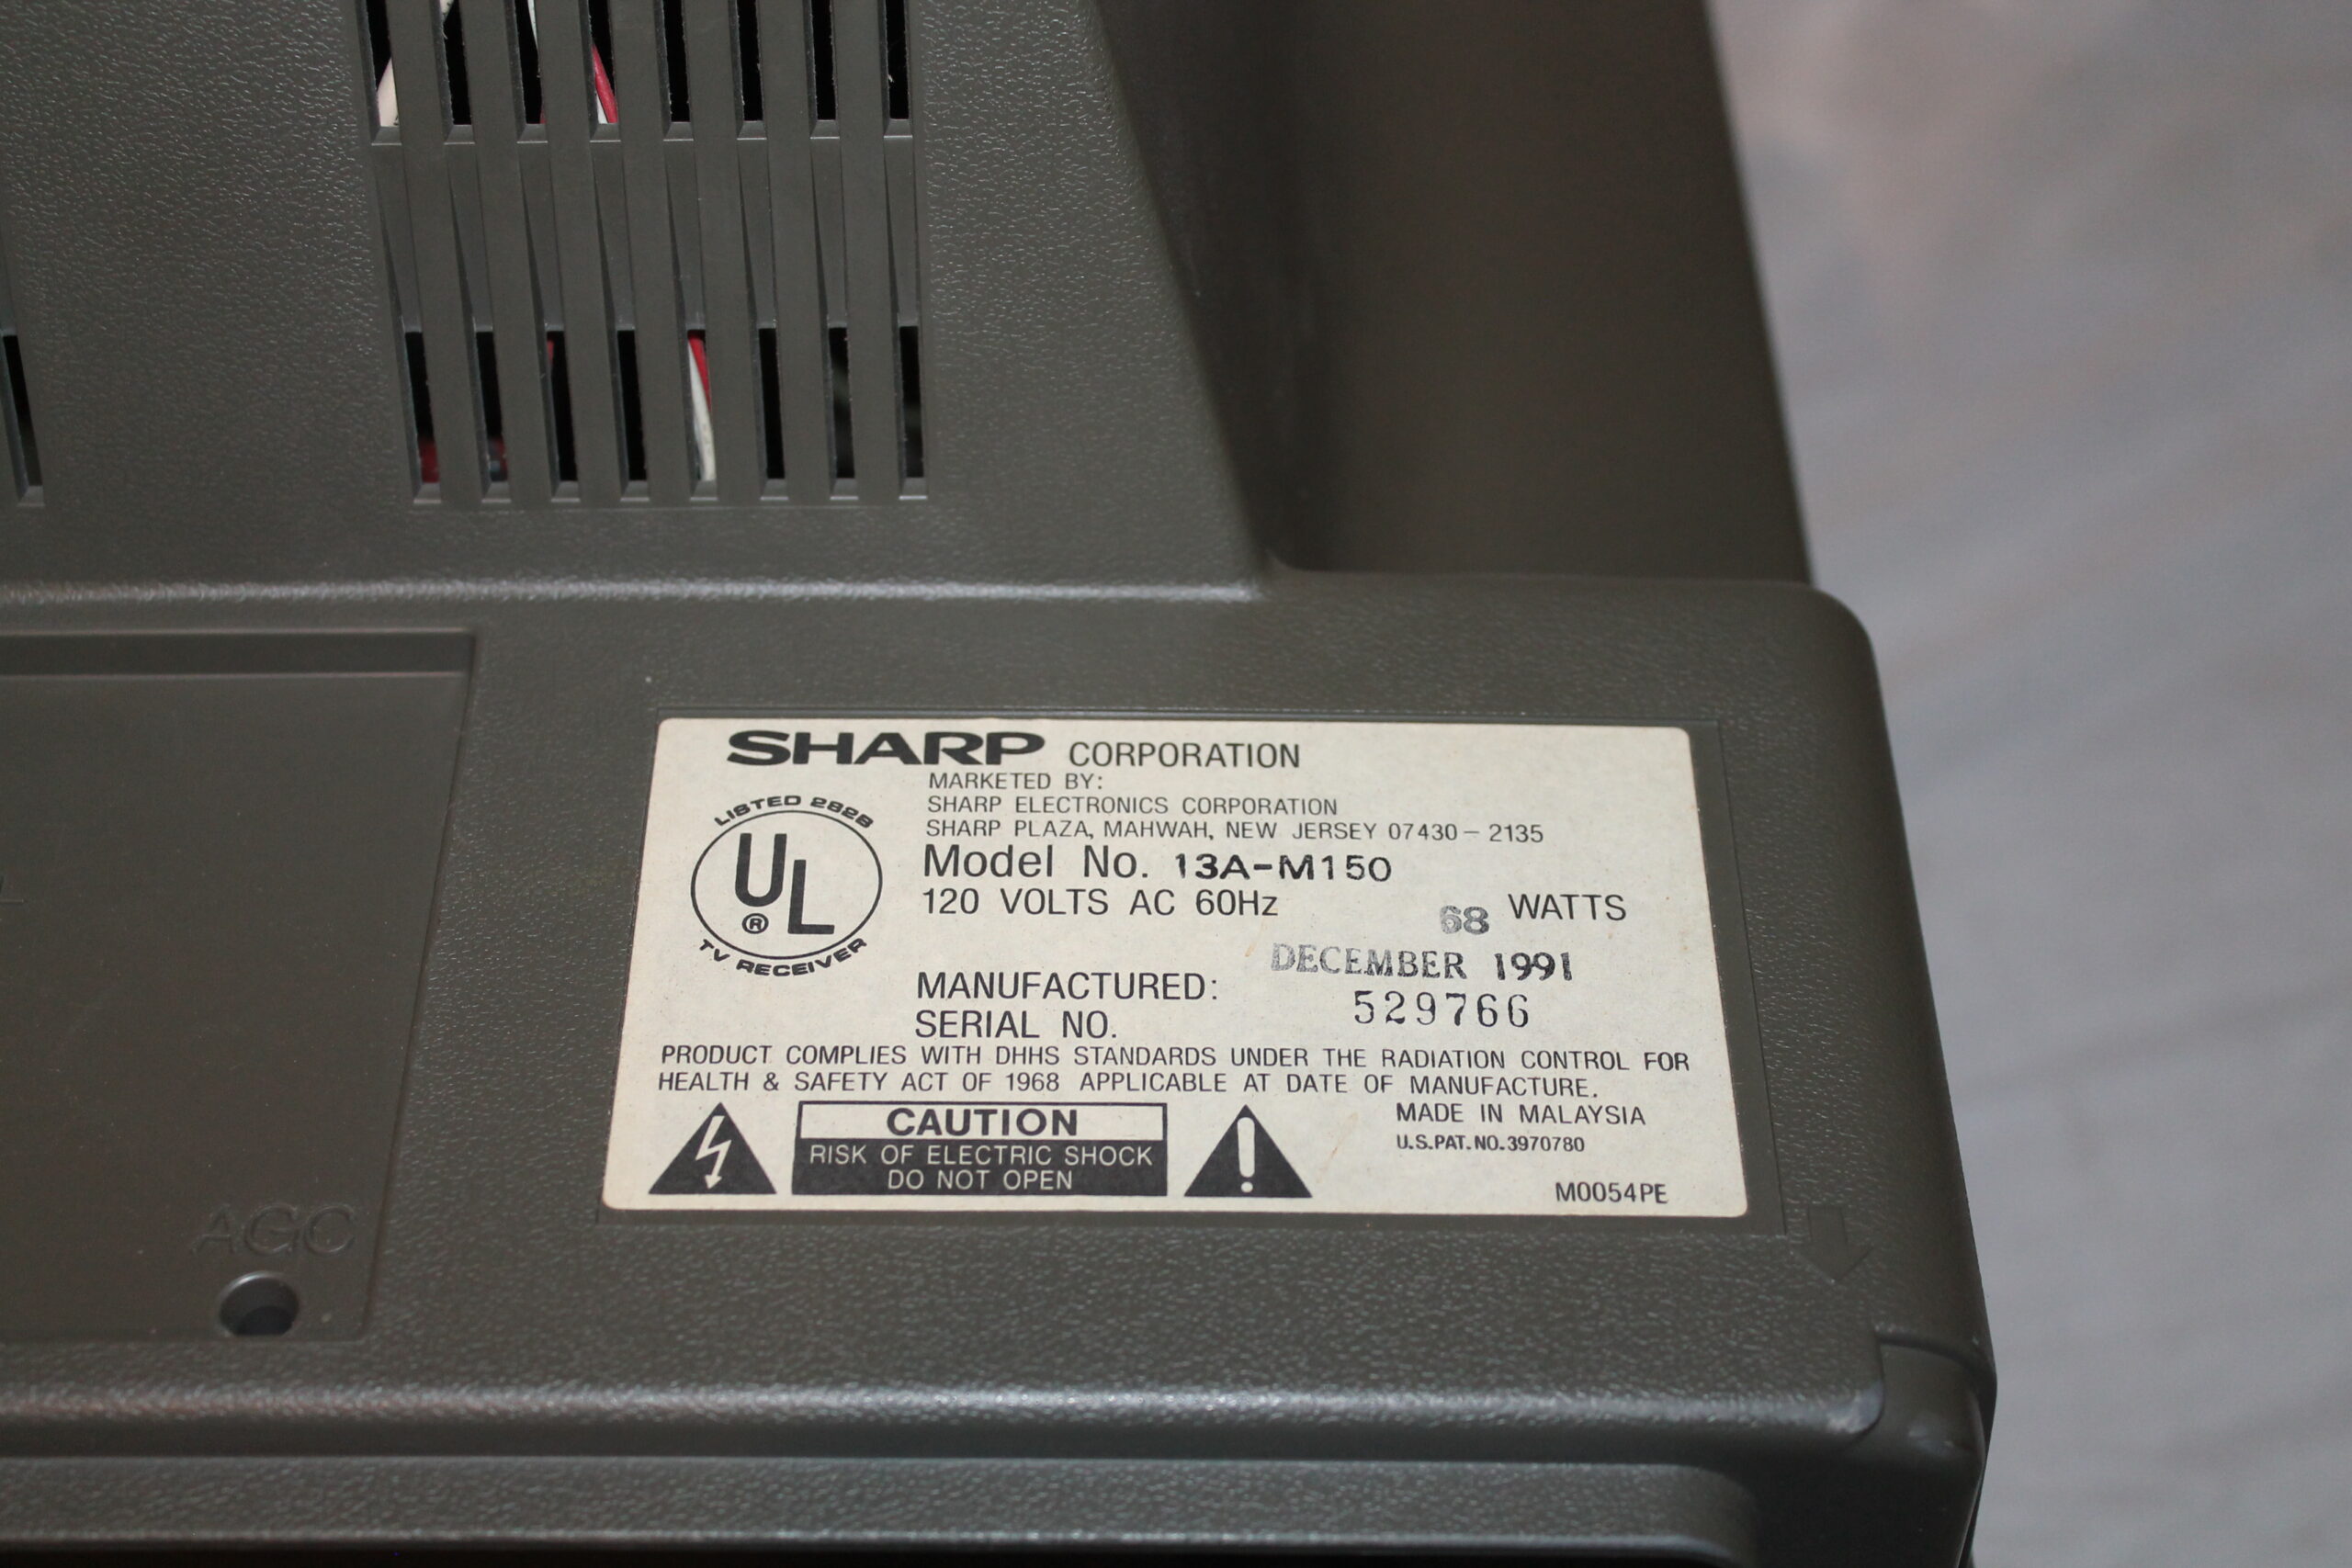 SHARP CORPORATION
MARKETED BY:
SHARP ELECTRONICS CORPORATION
SHARP PLAZA, MAHWAH, NEW JERSEY 07430 – 2135
LISTED 282B
UL
®
TV RECEIVER
Model No. 13A-M150
120 VOLTS AC 60Hz 68 WATTS
MANUFACTURED: DECEMBER 1991
SERIAL NO. 529766
PRODUCT COMPLIES WITH DHHS STANDARDS UNDER THE RADIATION CONTROL FOR
HEALTH & SAFETY ACT OF 1968 APPLICABLE AT DATE OF MANUFACTURE.
CAUTION
RISK OF ELECTRIC SHOCK
DO NOT OPEN
MADE IN MALAYSIA
U.S.PAT.NO.3970780
M0054PE
AGC